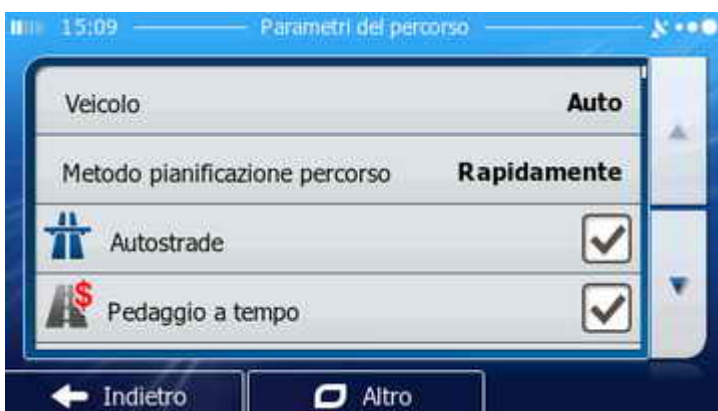 15:09 Parametri del percorso
Veicolo Auto
Metodo pianificazione percorso Rapidamente
Autostrade
$ Pedaggio a tempo
Indietro Altro